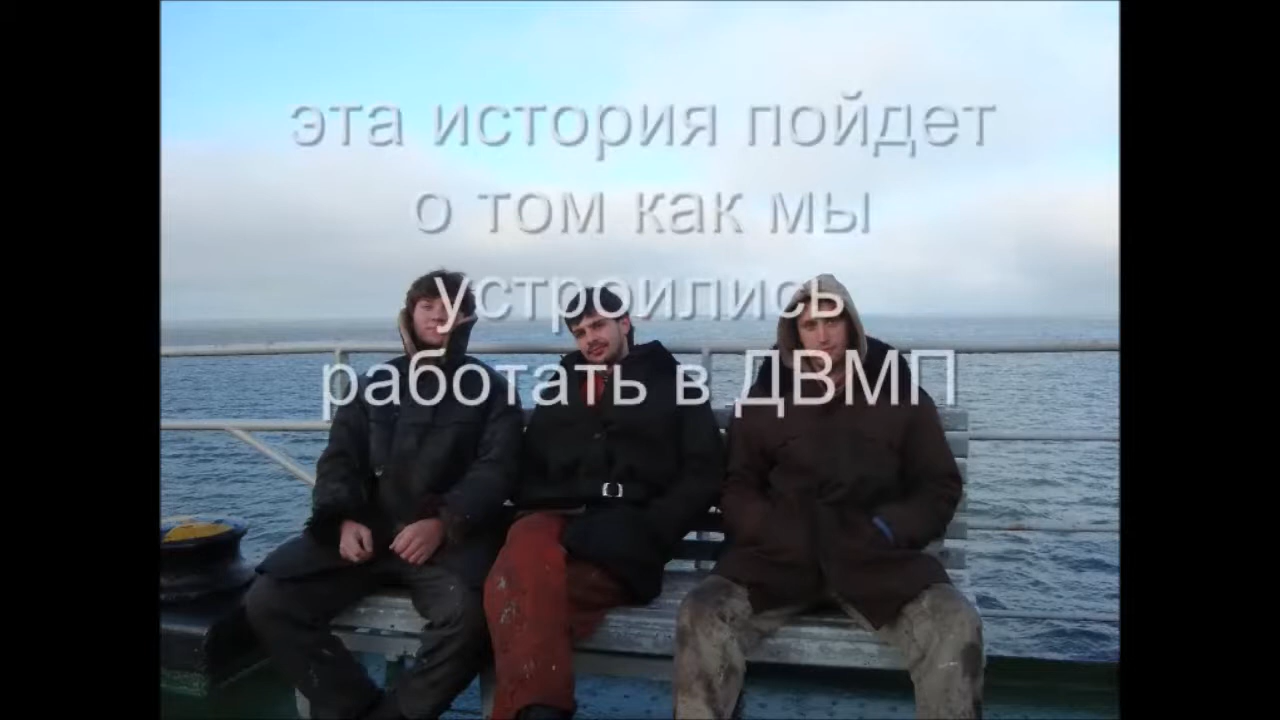 эта история пойдет
о том как мы
устроились
работать в ДВМП